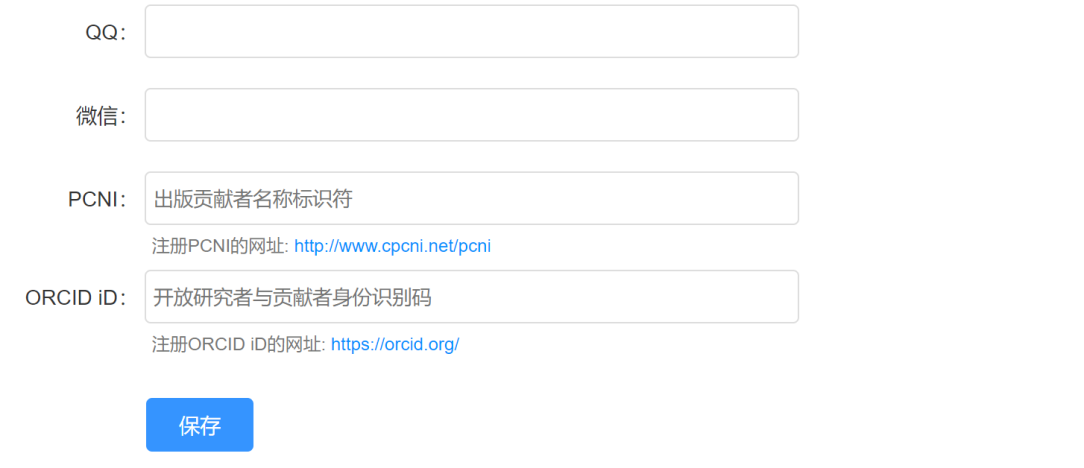 QQ：
微信：
PCNI： 出版贡献者名称标识符
注册PCNI的网址: http://www.cpcni.net/pcni
ORCID iD： 开放研究者与贡献者身份识别码
注册ORCID iD的网址: https://orcid.org/
保存